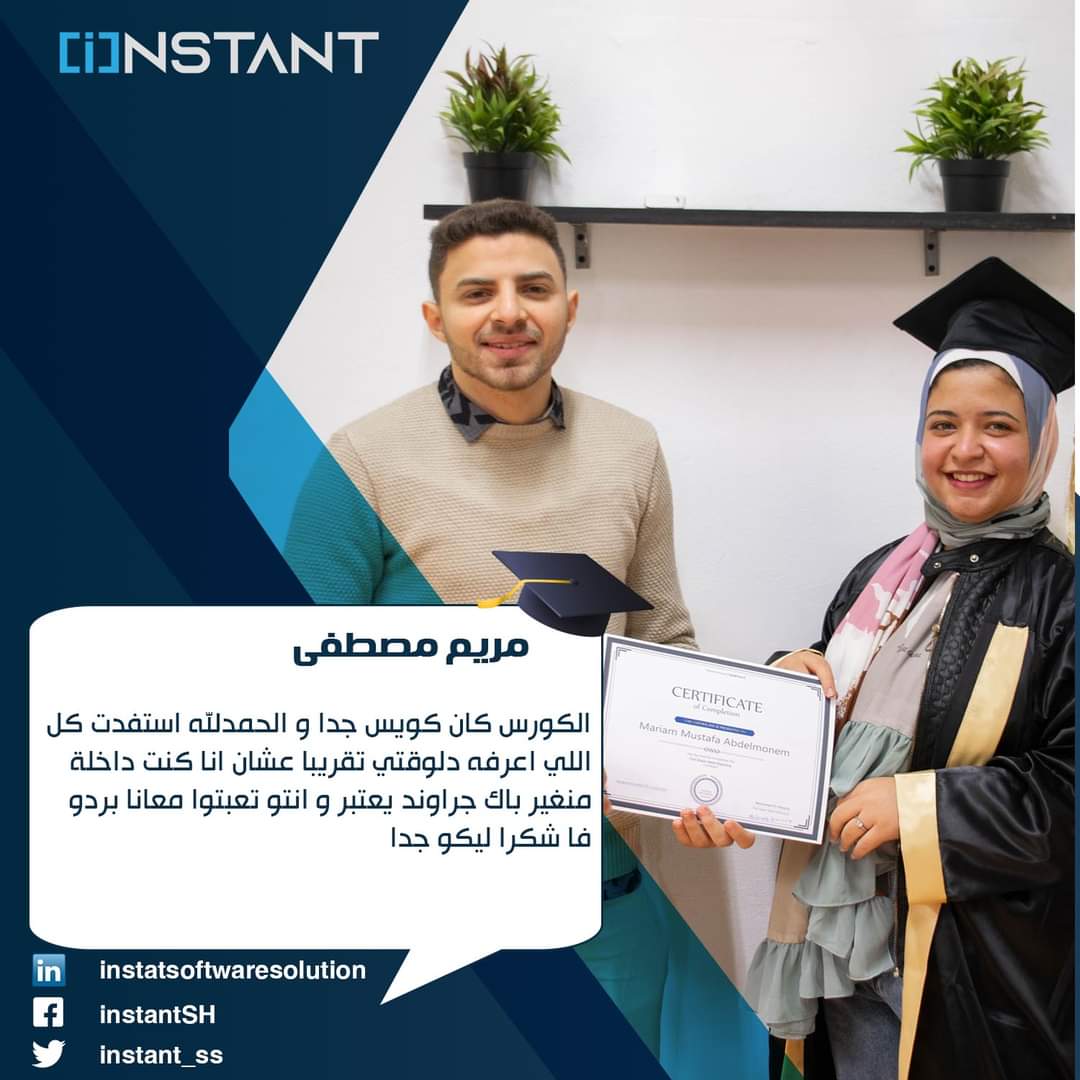 [i]NSTANT
مريم مصطفى
الكورس كان كويس جدا و الحمدلله استفدت كل
اللي اعرفه دلوقتي تقريبا عشان انا كنت داخلة
منغير باك جراوند يعتبر و انتو تعبتوا معانا بردو
فا شكرا ليكو جدا
CERTIFICATE
of Completion
Mariam Mustafa Abdelmonem
in instatsoftwaresolution
instantSH
instant_ss